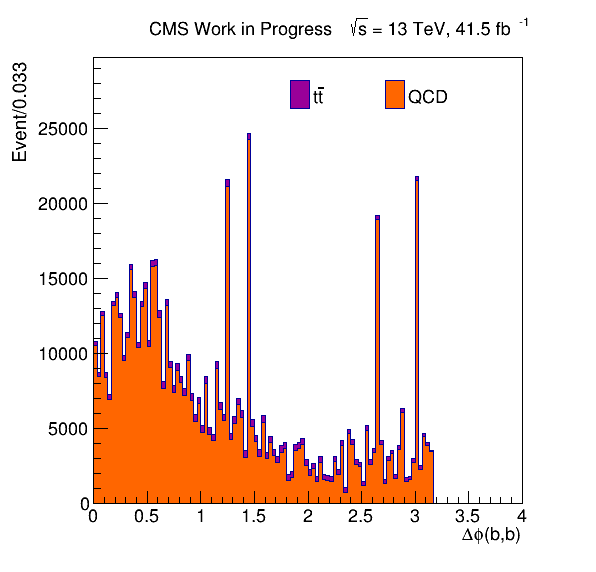 CMS Work in Progress √s = 13 TeV, 41.5 fb⁻¹
Event/0.033
tt̄
QCD
25000
20000
15000
10000
5000
0
0 0.5 1 1.5 2 2.5 3 3.5 4
Δϕ(b,b)